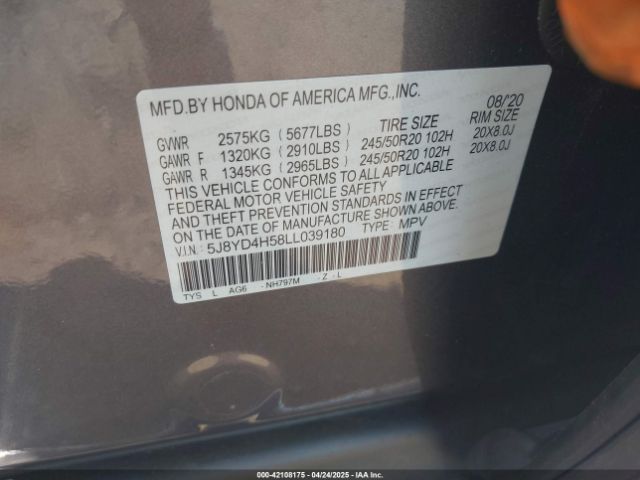 MFD.BY HONDA OF AMERICA MFG.,INC. 08/'20
GVWR 2575KG (5677LBS) TIRE SIZE RIM SIZE
GAWR F 1320KG (2910LBS) 245/50R20 102H 20X8.0J
GAWR R 1345KG (2965LBS) 245/50R20 102H 20X8.0J
THIS VEHICLE CONFORMS TO ALL APPLICABLE
FEDERAL MOTOR VEHICLE SAFETY
AND THEFT PREVENTION STANDARDS IN EFFECT
ON THE DATE OF MANUFACTURE SHOWN ABOVE.
V.I.N: 5J8YD4H58LL039180 TYPE: MPV
TYS L AG6 -NH797M -Z-L
000-42108175 - 04/24/2025 - IAA Inc.